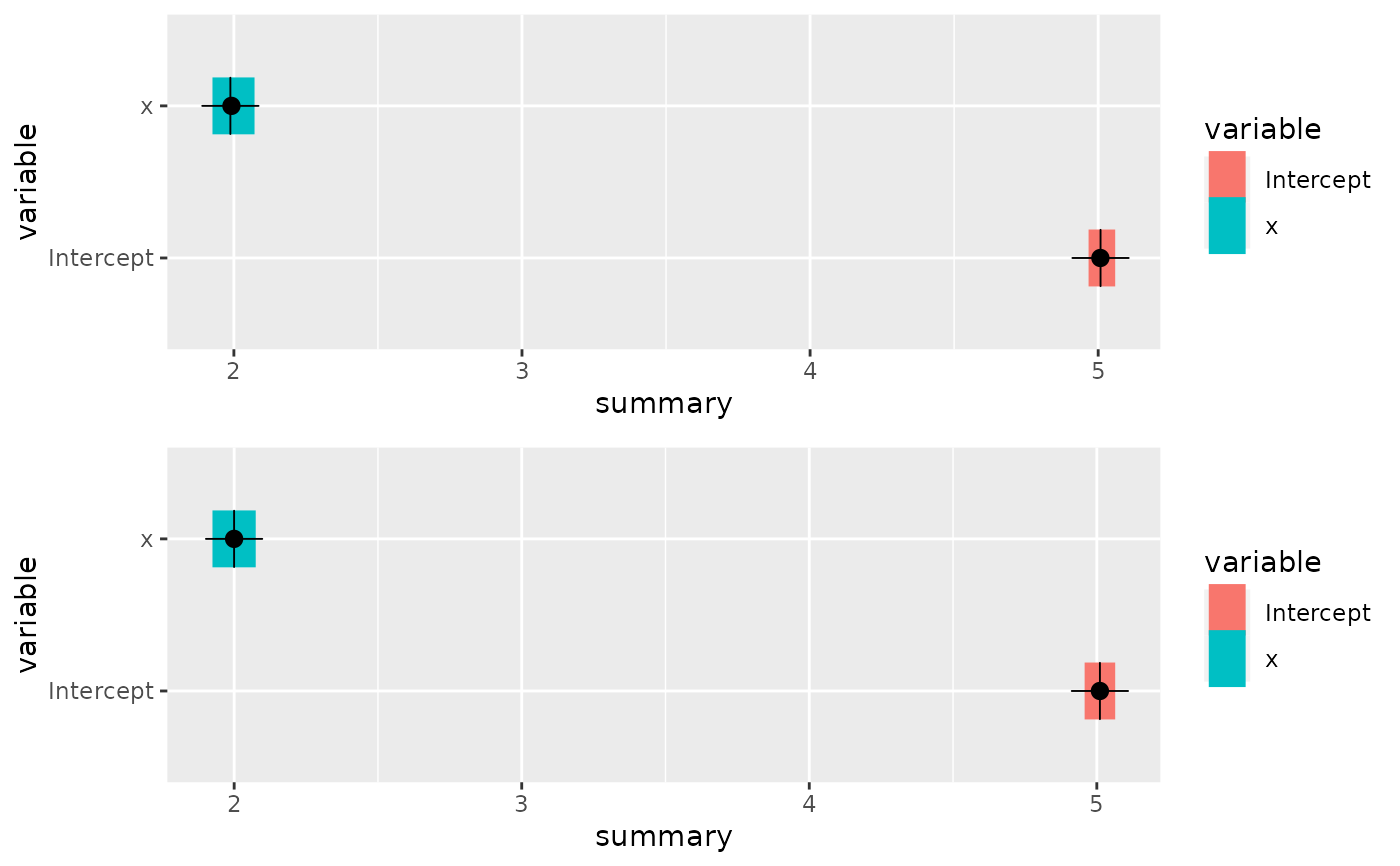 variable
x
Intercept
2 3 4 5
summary
variable
Intercept
x
variable
x
Intercept
2 3 4 5
summary
variable
Intercept
x